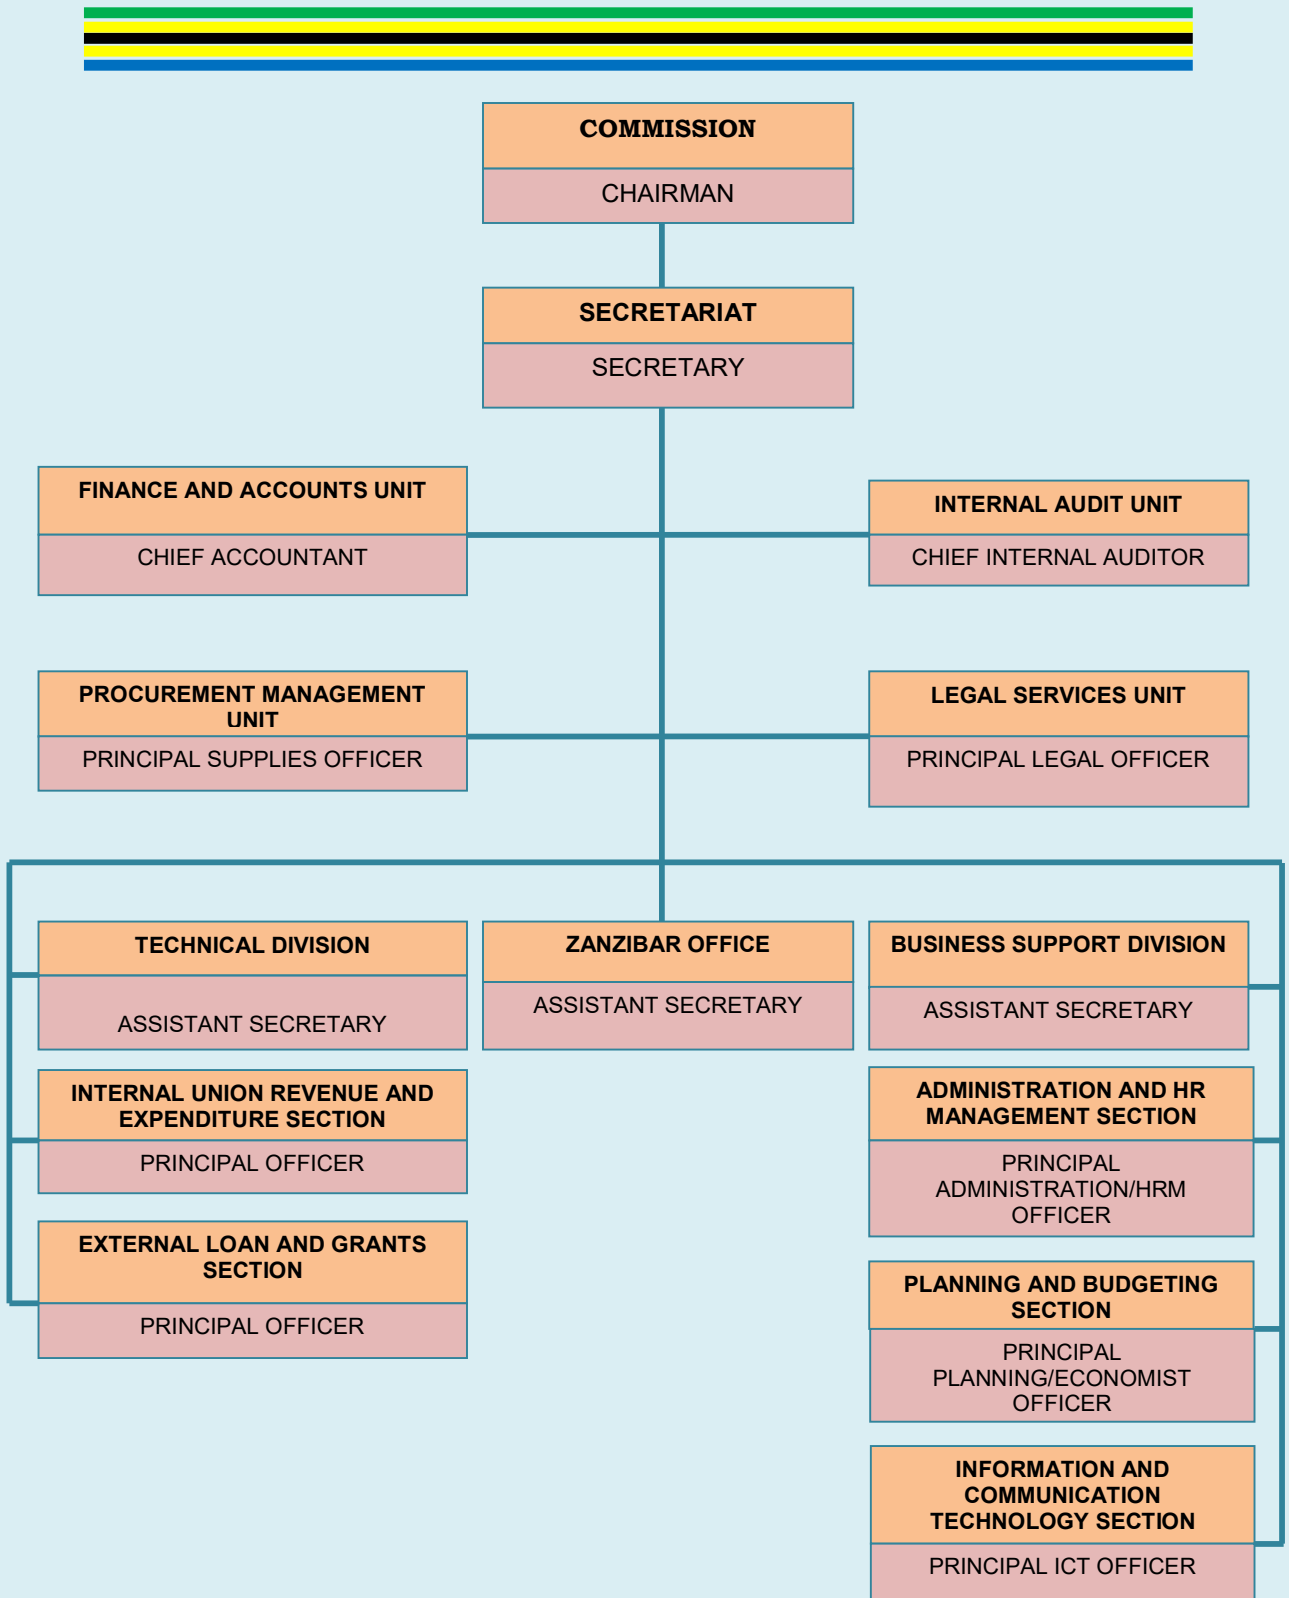 COMMISSION
CHAIRMAN
SECRETARIAT
SECRETARY
FINANCE AND ACCOUNTS UNIT
CHIEF ACCOUNTANT
INTERNAL AUDIT UNIT
CHIEF INTERNAL AUDITOR
PROCUREMENT MANAGEMENT
UNIT
PRINCIPAL SUPPLIES OFFICER
LEGAL SERVICES UNIT
PRINCIPAL LEGAL OFFICER
TECHNICAL DIVISION
ASSISTANT SECRETARY
ZANZIBAR OFFICE
ASSISTANT SECRETARY
BUSINESS SUPPORT DIVISION
ASSISTANT SECRETARY
INTERNAL UNION REVENUE AND
EXPENDITURE SECTION
PRINCIPAL OFFICER
ADMINISTRATION AND HR
MANAGEMENT SECTION
PRINCIPAL
ADMINISTRATION/HRM
OFFICER
EXTERNAL LOAN AND GRANTS
SECTION
PRINCIPAL OFFICER
PLANNING AND BUDGETING
SECTION
PRINCIPAL
PLANNING/ECONOMIST
OFFICER
INFORMATION AND
COMMUNICATION
TECHNOLOGY SECTION
PRINCIPAL ICT OFFICER